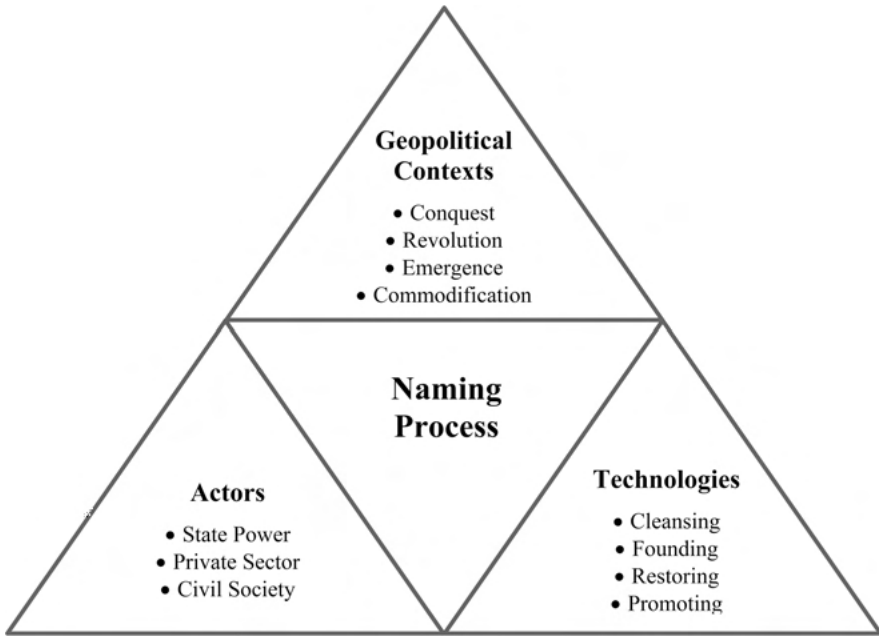 Geopolitical
Contexts
• Conquest
• Revolution
• Emergence
• Commodification
Naming
Process
Actors
• State Power
• Private Sector
• Civil Society
Technologies
• Cleansing
• Founding
• Restoring
• Promoting